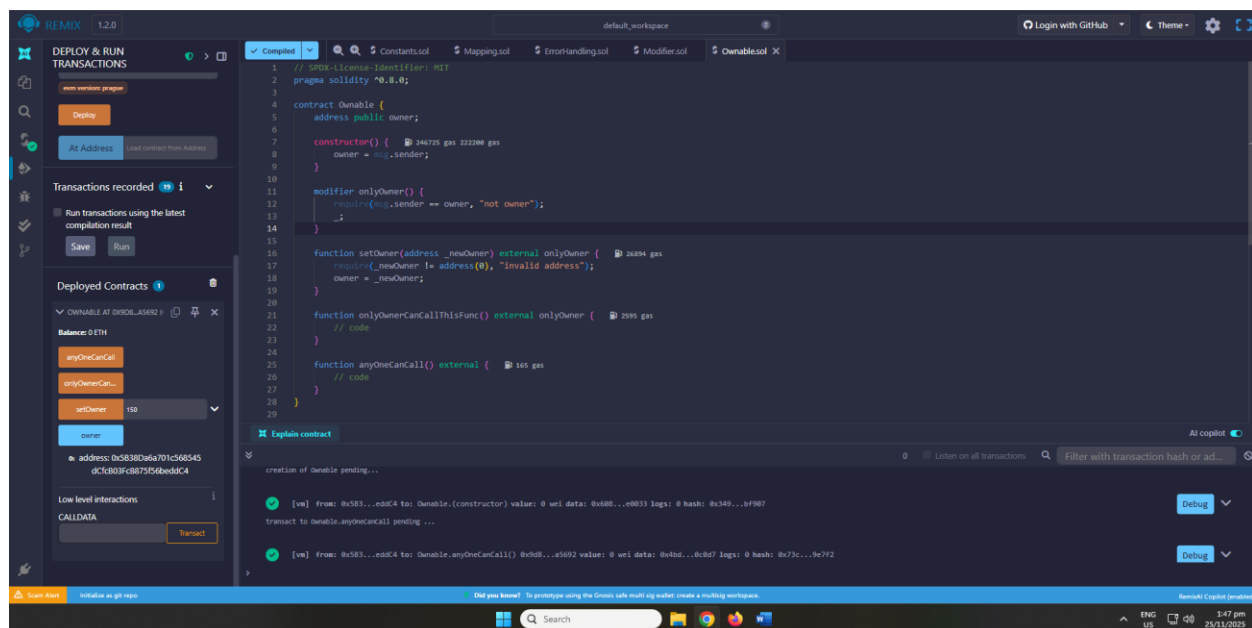 REMIX 1.2.0
default_workspace
Login with GitHub
Theme
DEPLOY & RUN
TRANSACTIONS
evm version: prague
Deploy
At Address
Load contract from Address
Transactions recorded 19 i
Run transactions using the latest
compilation result
Save
Run
Deployed Contracts 1
OWNABLE AT 0X9D8...A5692
Balance: 0 ETH
anyOneCanCall
onlyOwnerCan...
setOwner 150
owner
0: address: 0x5B38Da6a701c568545
dCfcB03FcB875f56beddC4
Low level interactions
i
CALLDATA
Transact
Compiled
Constants.sol
Mapping.sol
ErrorHandling.sol
Modifier.sol
Ownable.sol
1 // SPDX-License-Identifier: MIT
2 pragma solidity ^0.8.0;
3
4 contract Ownable {
5 address public owner;
6
7 constructor() { 246725 gas 222200 gas
8 owner = msg.sender;
9 }
10
11 modifier onlyOwner() {
12 require(msg.sender == owner, "not owner");
13 _;
14 }
15
16 function setOwner(address _newOwner) external onlyOwner { 26894 gas
17 require(_newOwner != address(0), "invalid address");
18 owner = _newOwner;
19 }
20
21 function onlyOwnerCanCallThisFunc() external onlyOwner { 2595 gas
22 // code
23 }
24
25 function anyOneCanCall() external { 165 gas
26 // code
27 }
28 }
29
Explain contract
AI copilot
0
Listen on all transactions
Filter with transaction hash or ad...
creation of Ownable pending...
[vm] from: 0x5B3...eddC4 to: Ownable.(constructor) value: 0 wei data: 0x608...e0033 logs: 0 hash: 0x349...bf907
Debug
transact to Ownable.anyOneCanCall pending ...
[vm] from: 0x5B3...eddC4 to: Ownable.anyOneCanCall() 0x9d8...a5692 value: 0 wei data: 0x4bd...0c0d7 logs: 0 hash: 0x73c...9e7f2
Debug
>
Scam Alert
Initialize as git repo
Did you know? To prototype using the Gnosis safe multi sig wallet: create a multisig workspace.
RemixAI Copilot (enabled)
Search
ENG
US
1:47 pm
25/11/2025